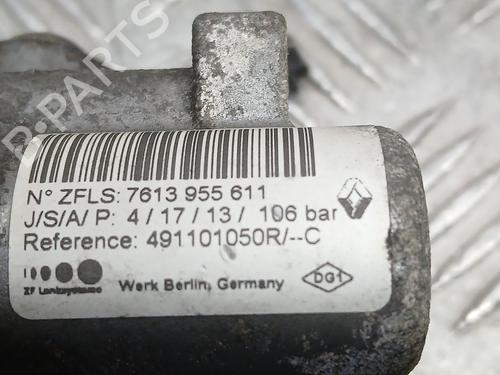 B-PARTS
N° ZFLS: 7613 955 611
J/S/A/ P: 4 / 17 / 13 / 106 bar
Reference: 491101050R/--C
ZF Lenksysteme
Werk Berlin, Germany
DG1